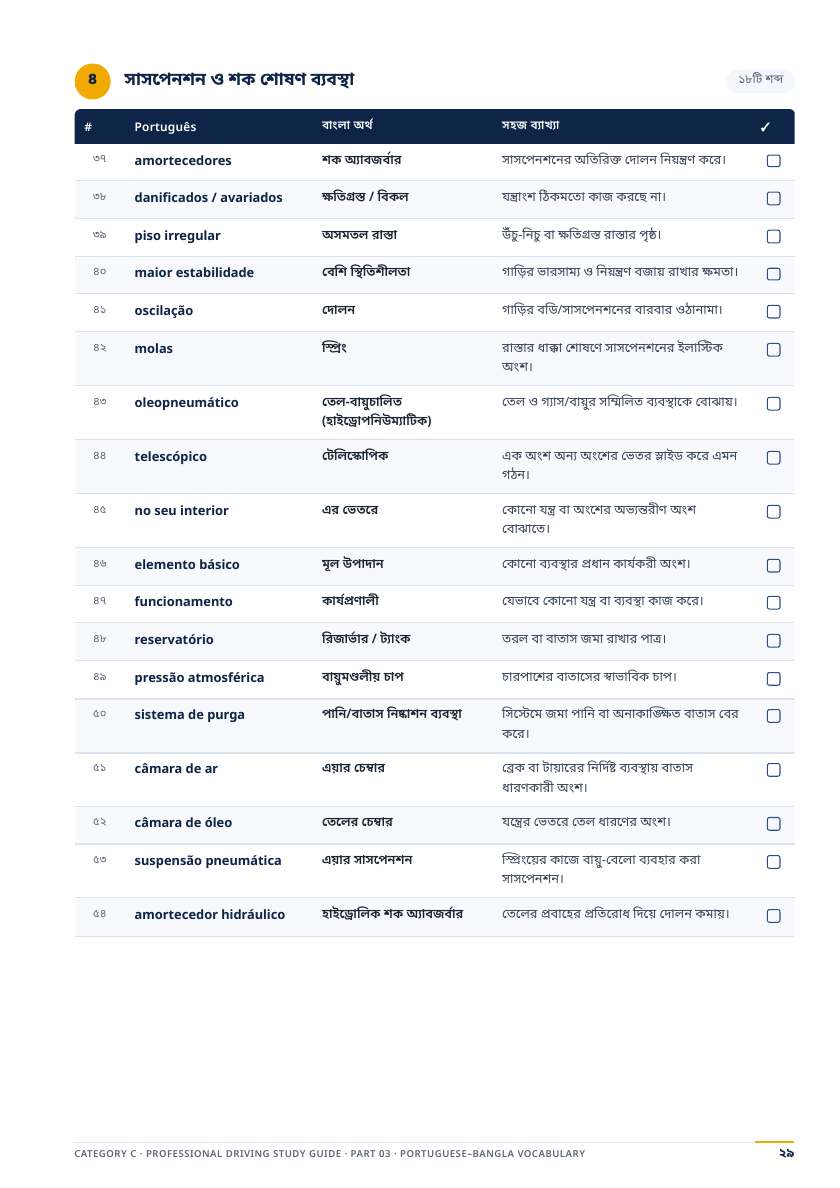 ৪ সাসপেনশন ও শক শোষণ ব্যবস্থা ১৮টি শব্দ
# Português বাংলা অর্থ সহজ ব্যাখ্যা ✓
৩৭ amortecedores শক অ্যাবজর্বার সাসপেনশনের অতিরিক্ত দোলন নিয়ন্ত্রণ করে।
৩৮ danificados / avariados ক্ষতিগ্রস্ত / বিকল যন্ত্রাংশ ঠিকমতো কাজ করছে না।
৩৯ piso irregular অসমতল রাস্তা উঁচু-নিচু বা ক্ষতিগ্রস্ত রাস্তার পৃষ্ঠ।
৪০ maior estabilidade বেশি স্থিতিশীলতা গাড়ির ভারসাম্য ও নিয়ন্ত্রণ বজায় রাখার ক্ষমতা।
৪১ oscilação দোলন গাড়ির বডি/সাসপেনশনের বারবার ওঠানামা।
৪২ molas স্প্রিং রাস্তার ধাক্কা শোষণে সাসপেনশনের ইলাস্টিক
অংশ।
৪৩ oleopneumático তেল-বায়ুচালিত তেল ও গ্যাস/বায়ুর সম্মিলিত ব্যবস্থাকে বোঝায়।
(হাইড্রোপনিউম্যাটিক)
৪৪ telescópico টেলিস্কোপিক এক অংশ অন্য অংশের ভেতর স্লাইড করে এমন
গঠন।
৪৫ no seu interior এর ভেতরে কোনো যন্ত্র বা অংশের অভ্যন্তরীণ অংশ
বোঝাতে।
৪৬ elemento básico মূল উপাদান কোনো ব্যবস্থার প্রধান কার্যকরী অংশ।
৪৭ funcionamento কার্যপ্রণালী যেভাবে কোনো যন্ত্র বা ব্যবস্থা কাজ করে।
৪৮ reservatório রিজার্ভার / ট্যাংক তরল বা বাতাস জমা রাখার পাত্র।
৪৯ pressão atmosférica বায়ুমণ্ডলীয় চাপ চারপাশের বাতাসের স্বাভাবিক চাপ।
৫০ sistema de purga পানি/বাতাস নিষ্কাশন ব্যবস্থা সিস্টেমে জমা পানি বা অনাকাঙ্ক্ষিত বাতাস বের
করে।
৫১ câmara de ar এয়ার চেম্বার ব্রেক বা টায়ারের নির্দিষ্ট ব্যবস্থায় বাতাস
ধারণকারী অংশ।
৫২ câmara de óleo তেলের চেম্বার যন্ত্রের ভেতরে তেল ধারণের অংশ।
৫৩ suspensão pneumática এয়ার সাসপেনশন স্প্রিংয়ের কাজে বায়ু-বেলো ব্যবহার করা
সাসপেনশন।
৫৪ amortecedor hidráulico হাইড্রোলিক শক অ্যাবজর্বার তেলের প্রবাহের প্রতিরোধ দিয়ে দোলন কমায়।
CATEGORY C · PROFESSIONAL DRIVING STUDY GUIDE · PART 03 · PORTUGUESE–BANGLA VOCABULARY ২৯